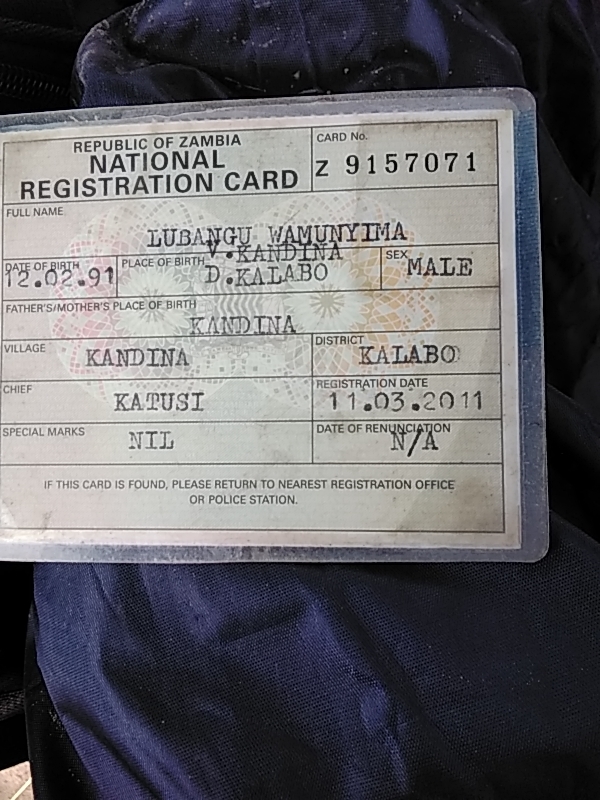 REPUBLIC OF ZAMBIA
NATIONAL
REGISTRATION CARD
CARD No.
Z 9157071
FULL NAME
LUBANGU WAMUNYIMA
DATE OF BIRTH
12.02.91
PLACE OF BIRTH
V.KANDINA
D.KALABO
SEX
MALE
FATHER'S/MOTHER'S PLACE OF BIRTH
KANDINA
VILLAGE
KANDINA
DISTRICT
KALABO
CHIEF
KATUSI
REGISTRATION DATE
11.03.2011
SPECIAL MARKS
NIL
DATE OF RENUNCIATION
N/A
IF THIS CARD IS FOUND, PLEASE RETURN TO NEAREST REGISTRATION OFFICE
OR POLICE STATION.